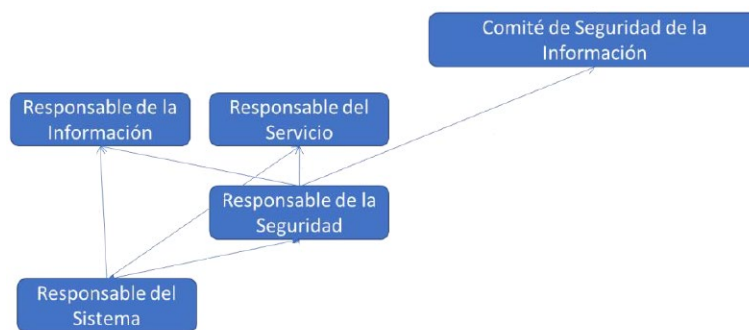 Comité de Seguridad de la
Información
Responsable de la
Información
Responsable del
Servicio
Responsable de la
Seguridad
Responsable del
Sistema